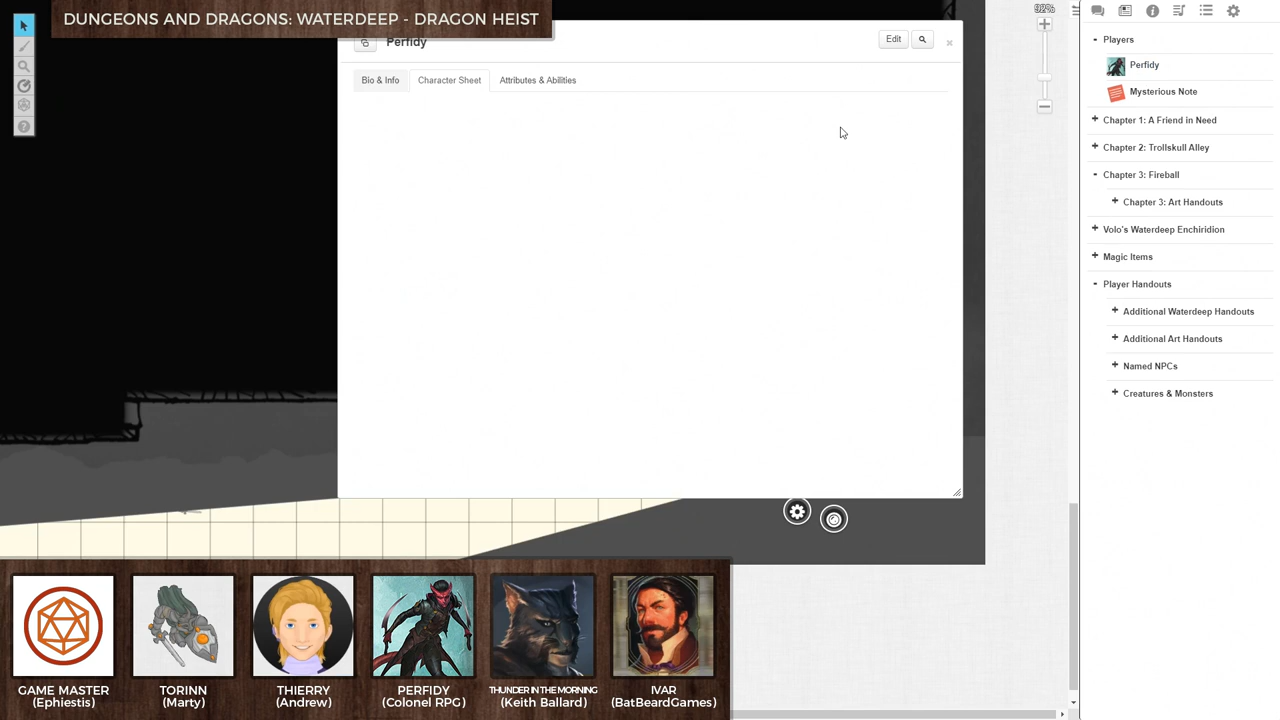 DUNGEONS AND DRAGONS: WATERDEEP - DRAGON HEIST
Perfidy
Edit
Bio & Info
Character Sheet
Attributes & Abilities
92%
Players
Perfidy
Mysterious Note
Chapter 1: A Friend in Need
Chapter 2: Trollskull Alley
Chapter 3: Fireball
Chapter 3: Art Handouts
Volo's Waterdeep Enchiridion
Magic Items
Player Handouts
Additional Waterdeep Handouts
Additional Art Handouts
Named NPCs
Creatures & Monsters
GAME MASTER
(Ephiestis)
TORINN
(Marty)
THIERRY
(Andrew)
PERFIDY
(Colonel RPG)
THUNDER IN THE MORNING
(Keith Ballard)
IVAR
(BatBeardGames)